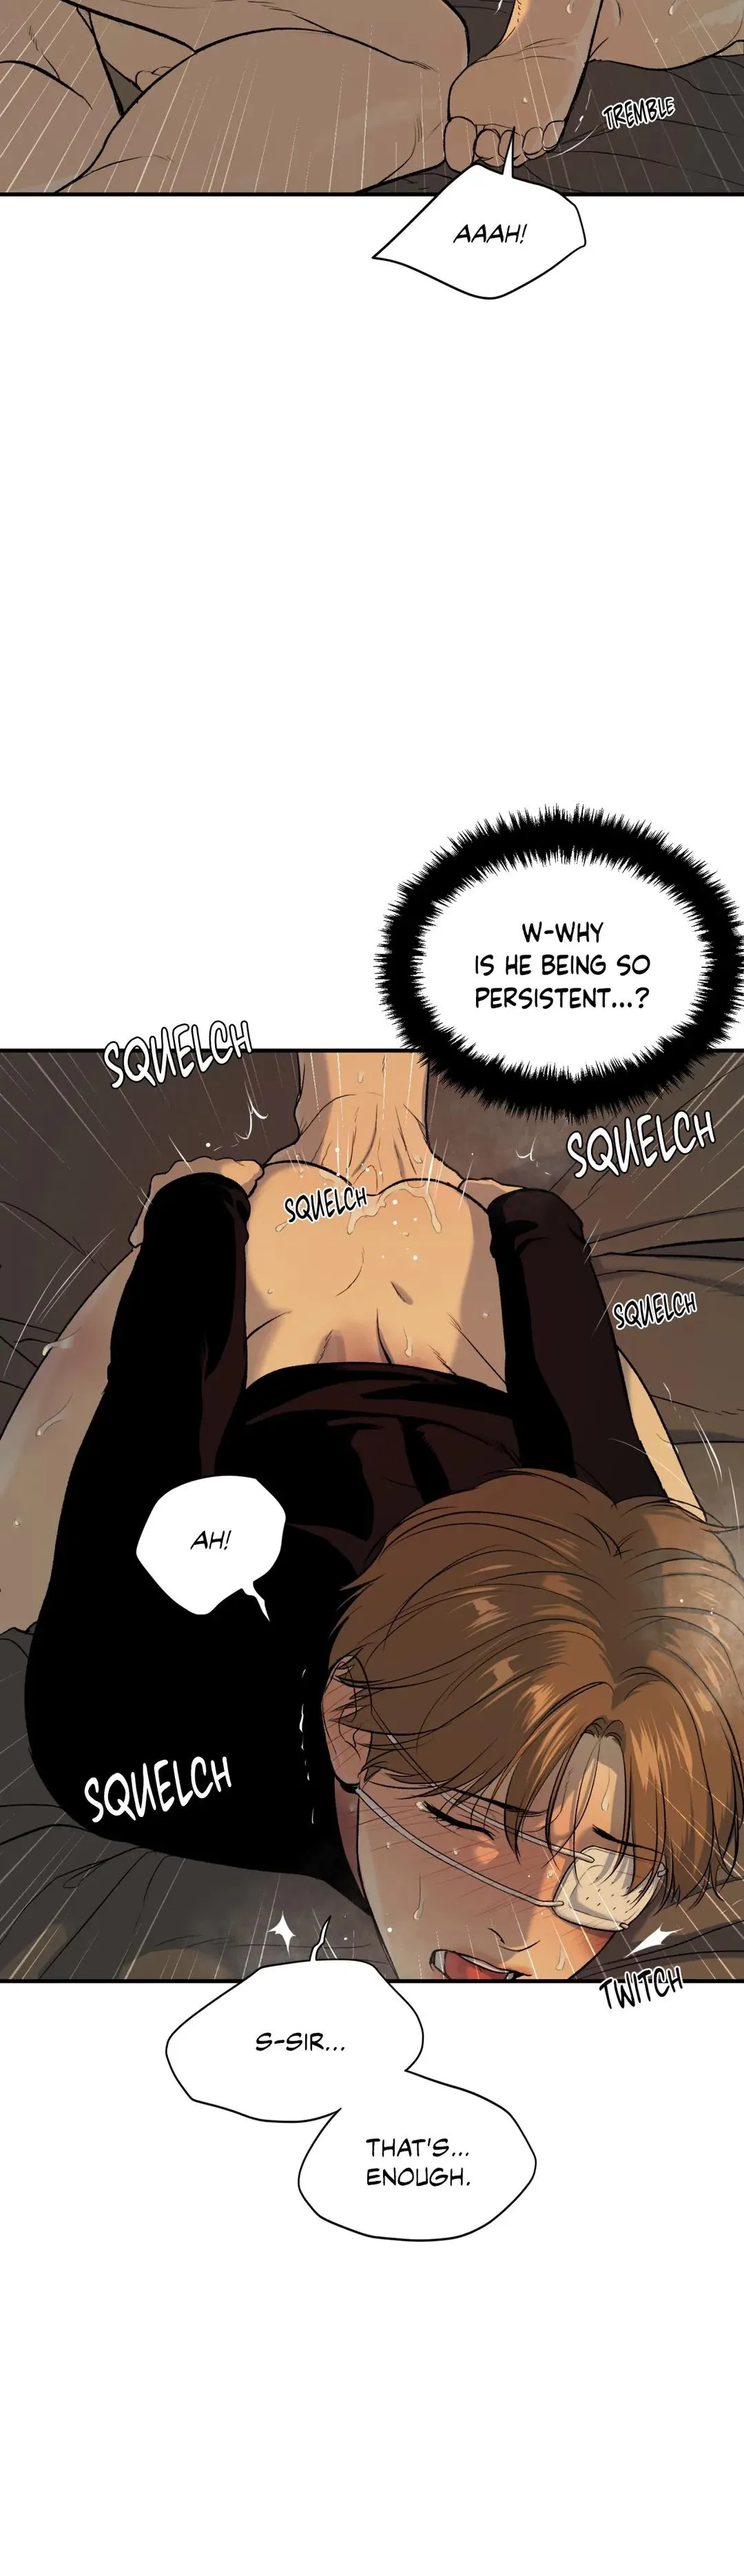 TREMBLE
AAAH!
W-WHY
IS HE BEING SO
PERSISTENT...?
SQUELCH
SQUELCH
SQUELCH
SQUELCH
AH!
SQUELCH
TWITCH
S-SIR...
THAT'S...
ENOUGH.